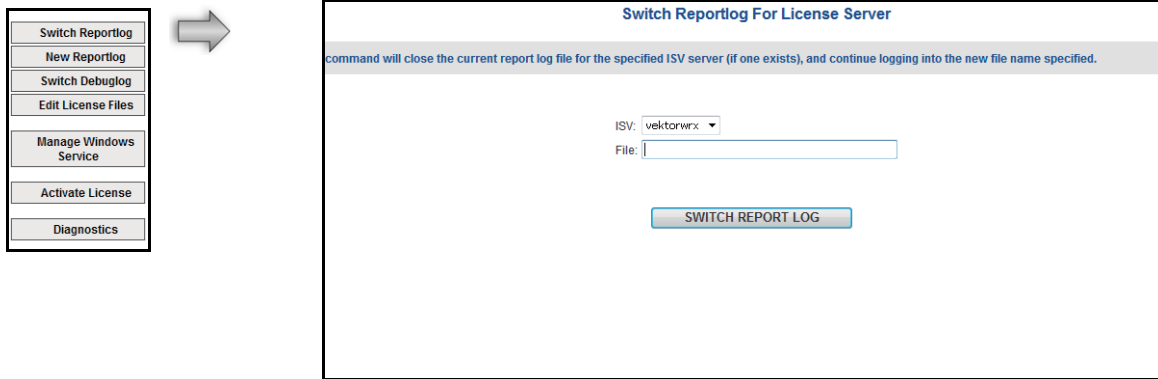 Switch Reportlog
New Reportlog
Switch Debuglog
Edit License Files
Manage Windows
Service
Activate License
Diagnostics
Switch Reportlog For License Server
command will close the current report log file for the specified ISV server (if one exists), and continue logging into the new file name specified.
ISV: vektorwrx
File:
SWITCH REPORT LOG